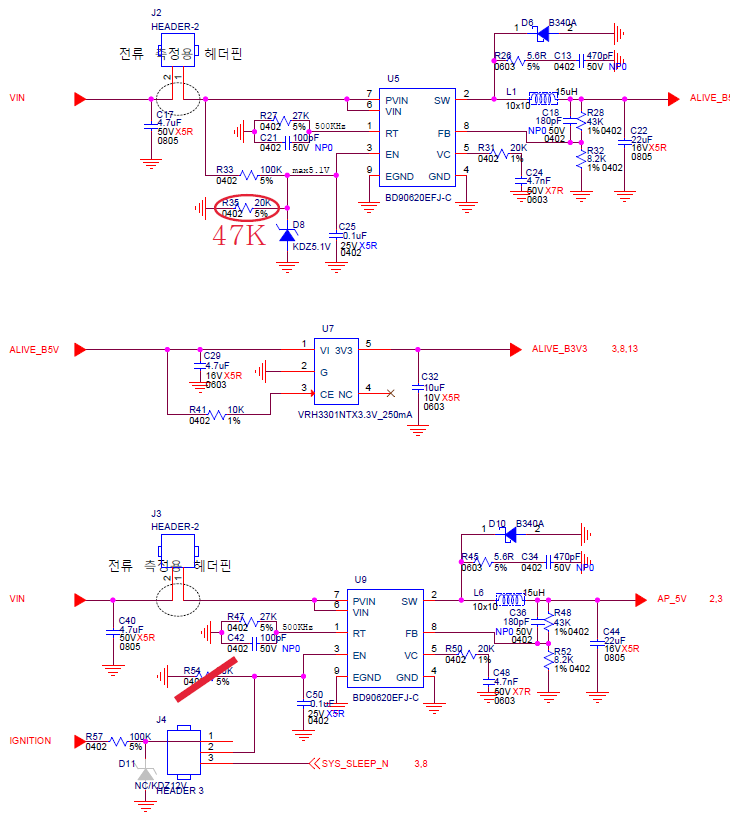 J2
HEADER-2
전류 측정용 헤더핀
2
1
VIN
C17
4.7uF
50V X5R
0805
R27 27K
0402 5%
C21 100pF
0402 50V NP0
500KHz
R33 100K
0402 5%
max5.1V
R35 20K
0402 5%
47K
D8
KDZ5.1V
C25
0.1uF
25V X5R
0402
U5
7 PVIN
6 VIN
1 RT
3 EN
9 EGND
SW 2
FB 8
VC 5
GND 4
BD90620EFJ-C
1 D6 B340A 2
R26 5.6R
0603 5%
C13 470pF
0402 50V NP0
L1 15uH
10x10
C18
180pF
NP0 50V
0402
R28
43K
1% 0402
R32
8.2K
1% 0402
R31 20K
0402 1%
C24
4.7nF
50V X7R
0603
C22
22uF
16V X5R
0805
ALIVE_B5
ALIVE_B5V
C29
4.7uF
16V X5R
0603
R41 10K
0402 1%
U7
1 VI 3V3 5
2 G
3 CE NC 4
VRH3301NTX3.3V_250mA
C32
10uF
10V X5R
0603
ALIVE_B3V3 3,8,13
J3
HEADER-2
전류 측정용 헤더핀
2
1
VIN
C40
4.7uF
50V X5R
0805
R47 27K
0402 5%
C42 100pF
0402 50V NP0
500KHz
R54
0402 5%
C50
0.1uF
25V X5R
0402
U9
7 PVIN
6 VIN
1 RT
3 EN
9 EGND
SW 2
FB 8
VC 5
GND 4
BD90620EFJ-C
1 D10 B340A 2
R45 5.6R
0603 5%
C34 470pF
0402 50V NP0
L6 15uH
10x10
C36
180pF
NP0 50V
0402
R48
43K
1% 0402
R52
8.2K
1% 0402
R50 20K
0402 1%
C48
4.7nF
50V X7R
0603
C44
22uF
16V X5R
0805
AP_5V 2,3
IGNITION
R57 100K
0402 5%
D11
NC/KDZ12V
J4
1
2
3
HEADER 3
SYS_SLEEP_N 3,8